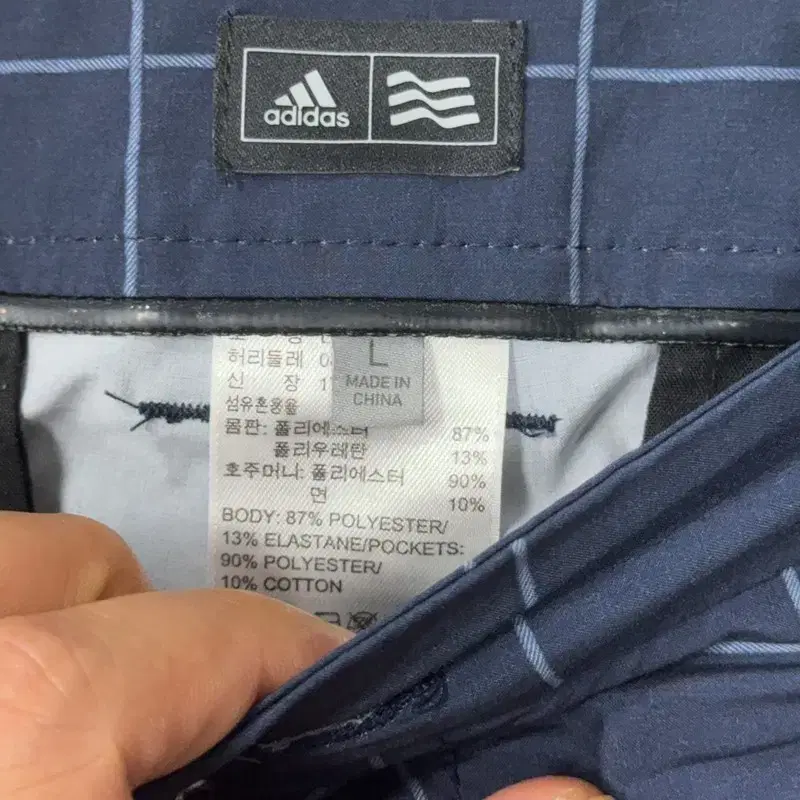 adidas
허리둘레
L
신 장
MADE IN
CHINA
섬유혼용율
몸판: 폴리에스터 87%
폴리우레탄 13%
호주머니: 폴리에스터 90%
면 10%
BODY: 87% POLYESTER/
13% ELASTANE/POCKETS:
90% POLYESTER/
10% COTTON